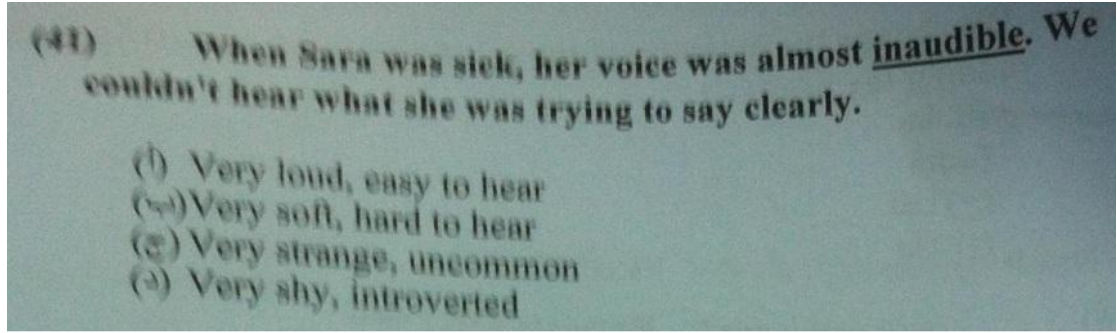 (41) When Sara was sick, her voice was almost inaudible. We
couldn't hear what she was trying to say clearly.
(أ) Very loud, easy to hear
(ب) Very soft, hard to hear
(ج) Very strange, uncommon
(د) Very shy, introverted